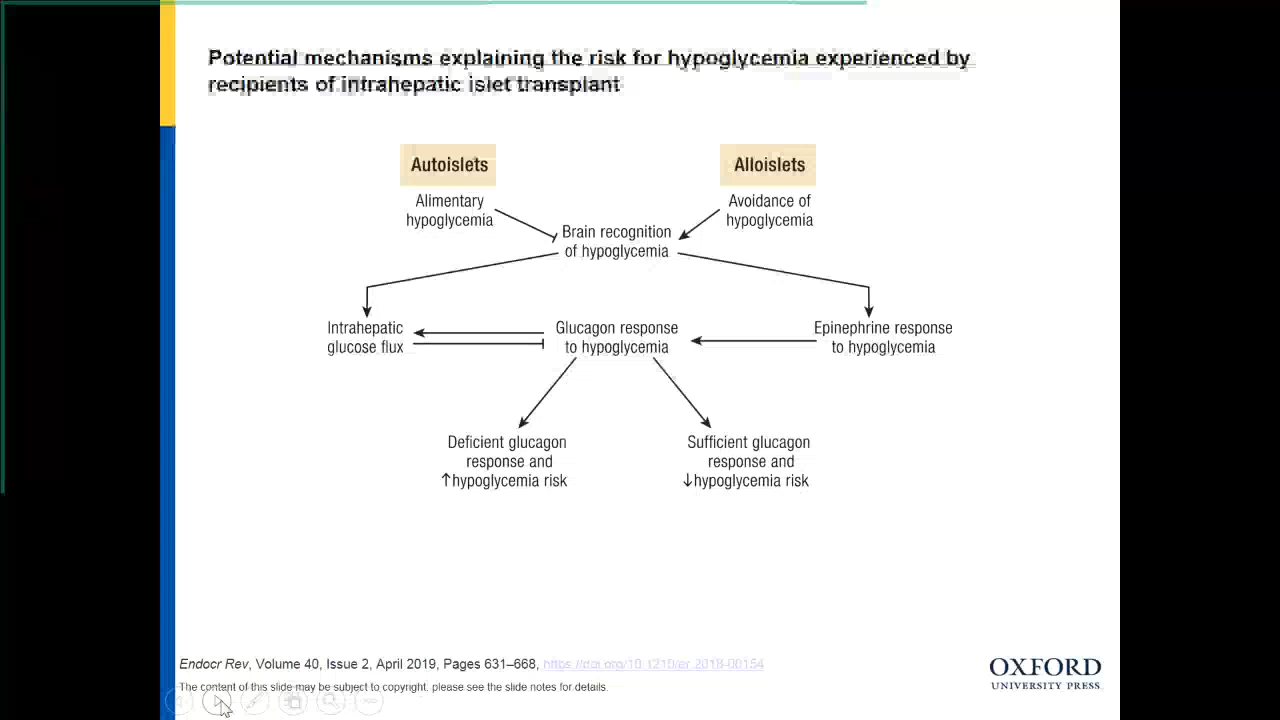 Potential mechanisms explaining the risk for hypoglycemia experienced by
recipients of intrahepatic islet transplant
Autoislets
Alloislets
Alimentary
hypoglycemia
Avoidance of
hypoglycemia
Brain recognition
of hypoglycemia
Intrahepatic
glucose flux
Glucagon response
to hypoglycemia
Epinephrine response
to hypoglycemia
Deficient glucagon
response and
↑hypoglycemia risk
Sufficient glucagon
response and
↓hypoglycemia risk
Endocr Rev, Volume 40, Issue 2, April 2019, Pages 631–668, https://doi.org/10.1210/er.2018-00154
The content of this slide may be subject to copyright: please see the slide notes for details.
OXFORD
UNIVERSITY PRESS